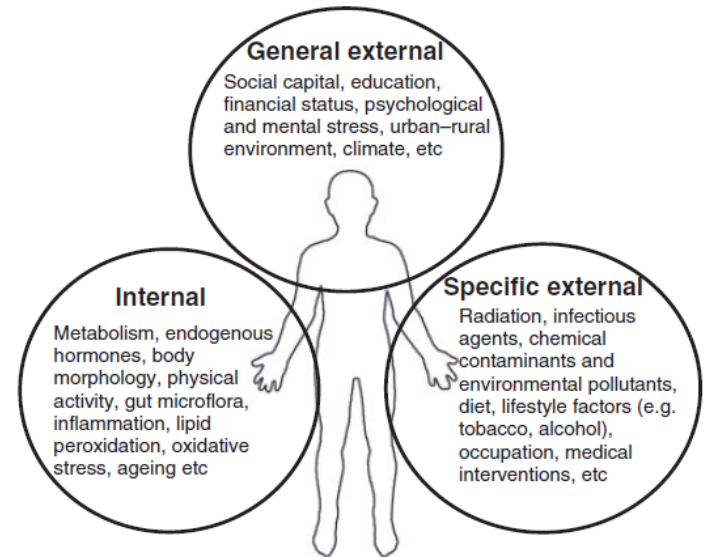 General external
Social capital, education,
financial status, psychological
and mental stress, urban–rural
environment, climate, etc
Internal
Metabolism, endogenous
hormones, body
morphology, physical
activity, gut microflora,
inflammation, lipid
peroxidation, oxidative
stress, ageing etc
Specific external
Radiation, infectious
agents, chemical
contaminants and
environmental pollutants,
diet, lifestyle factors (e.g.
tobacco, alcohol),
occupation, medical
interventions, etc